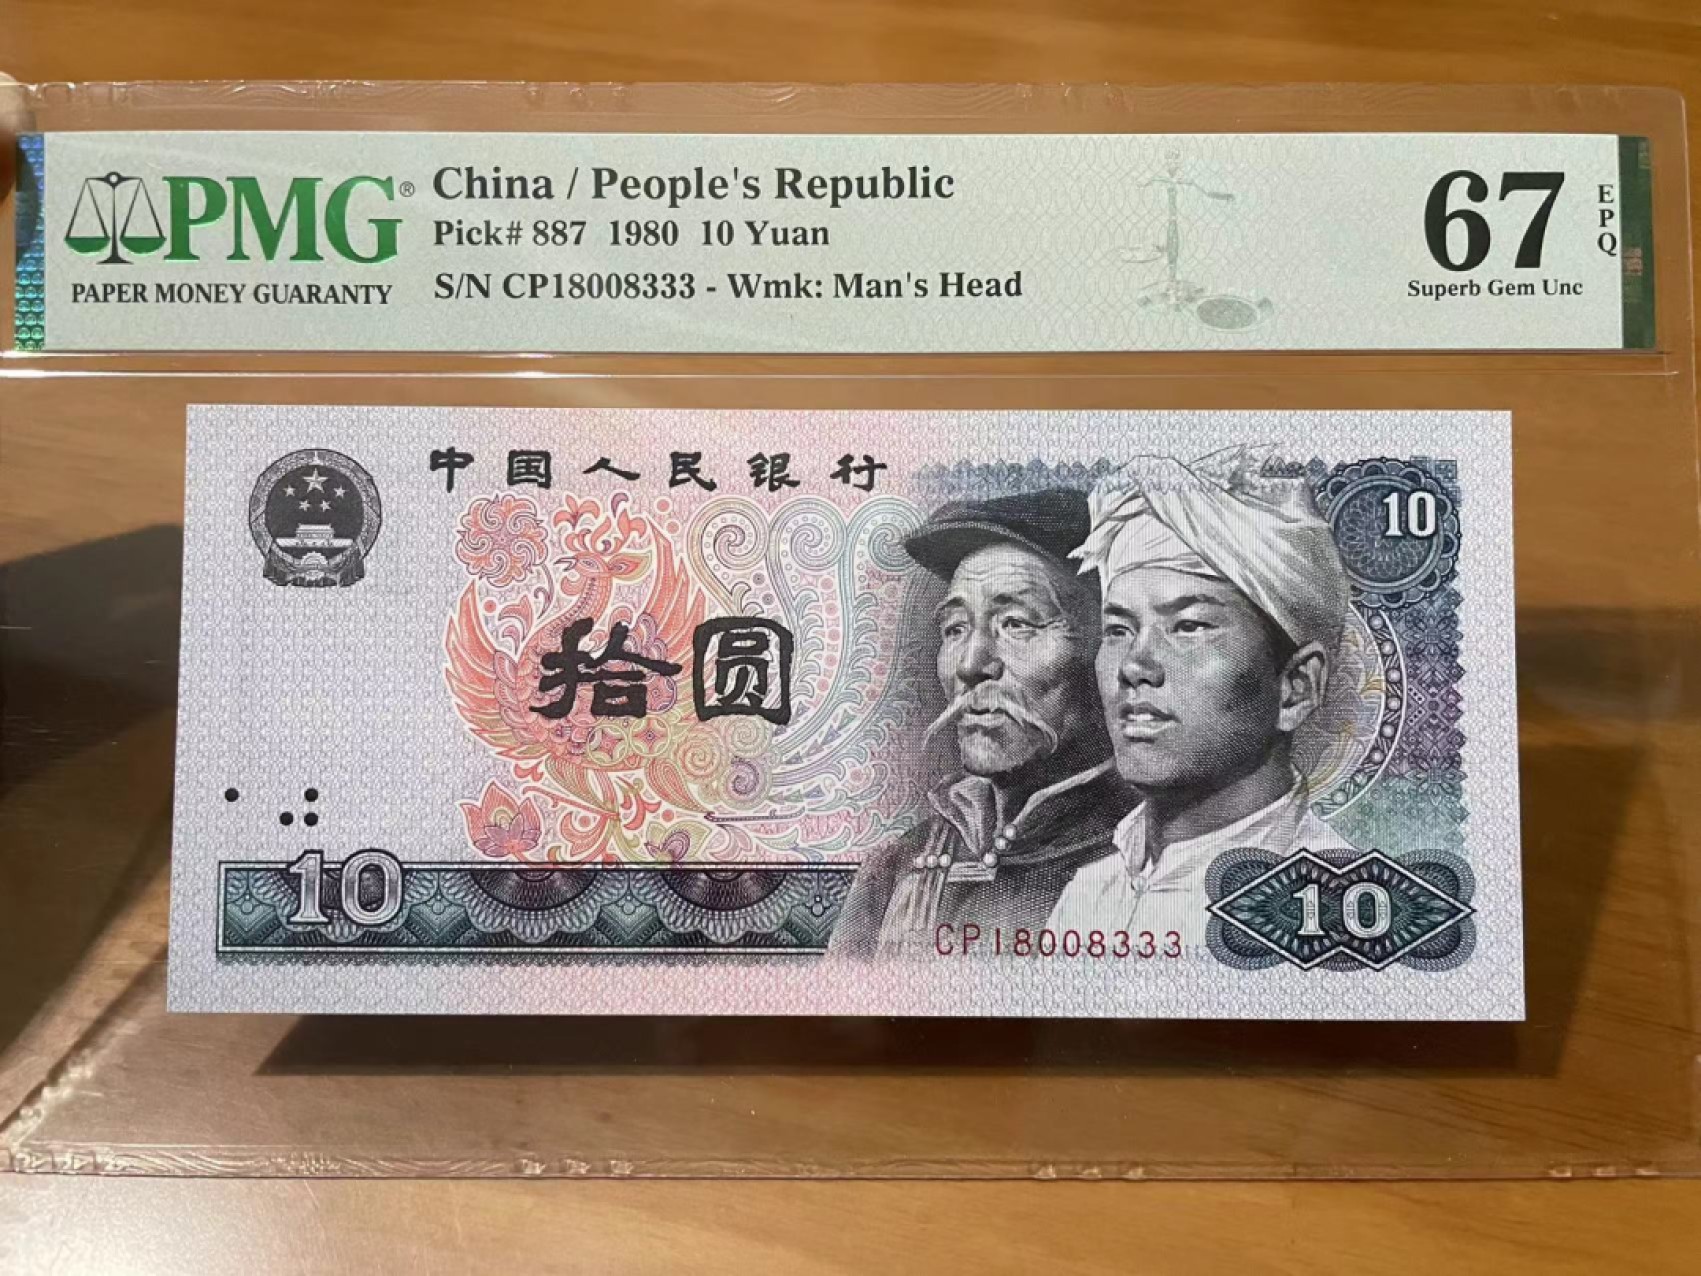 PMG®
PAPER MONEY GUARANTY
China / People's Republic
Pick# 887 1980 10 Yuan
S/N CP18008333 - Wmk: Man's Head
67
EPQ
Superb Gem Unc
中国人民银行
10
拾圆
10
CP18008333
10